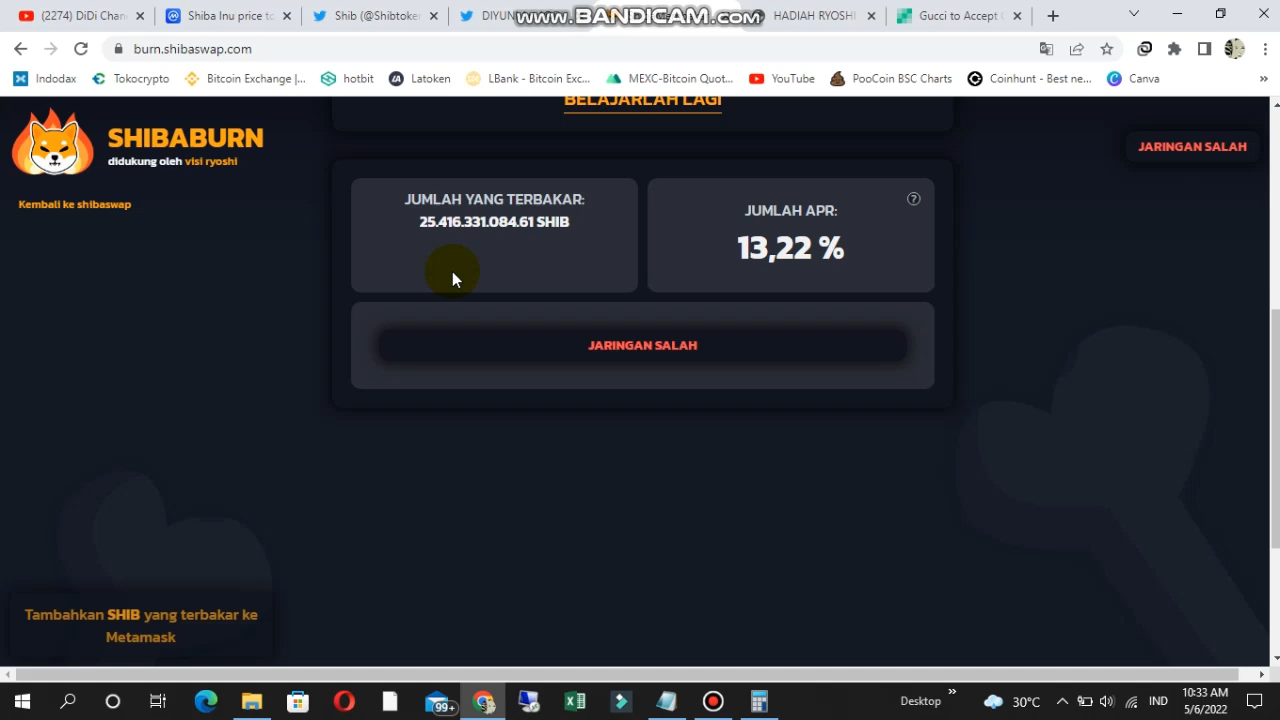 (2274) DiDi Chan
Shiba Inu price to
Shib (@Shibtoke
DIYUN
WWW.BANDICAM.COM
HADIAH RYOSHI
Gucci to Accept
burn.shibaswap.com
Indodax
Tokocrypto
Bitcoin Exchange |...
hotbit
Latoken
LBank - Bitcoin Exc...
MEXC-Bitcoin Quot...
YouTube
PooCoin BSC Charts
Coinhunt - Best ne...
Canva
»
BELAJARLAH LAGI
SHIBABURN
didukung oleh visi ryoshi
JARINGAN SALAH
Kembali ke shibaswap
JUMLAH YANG TERBAKAR:
25.416.331.084.61 SHIB
JUMLAH APR:
?
13,22 %
JARINGAN SALAH
Tambahkan SHIB yang terbakar ke
Metamask
99+
Desktop
»
30°C
IND
10:33 AM
5/6/2022